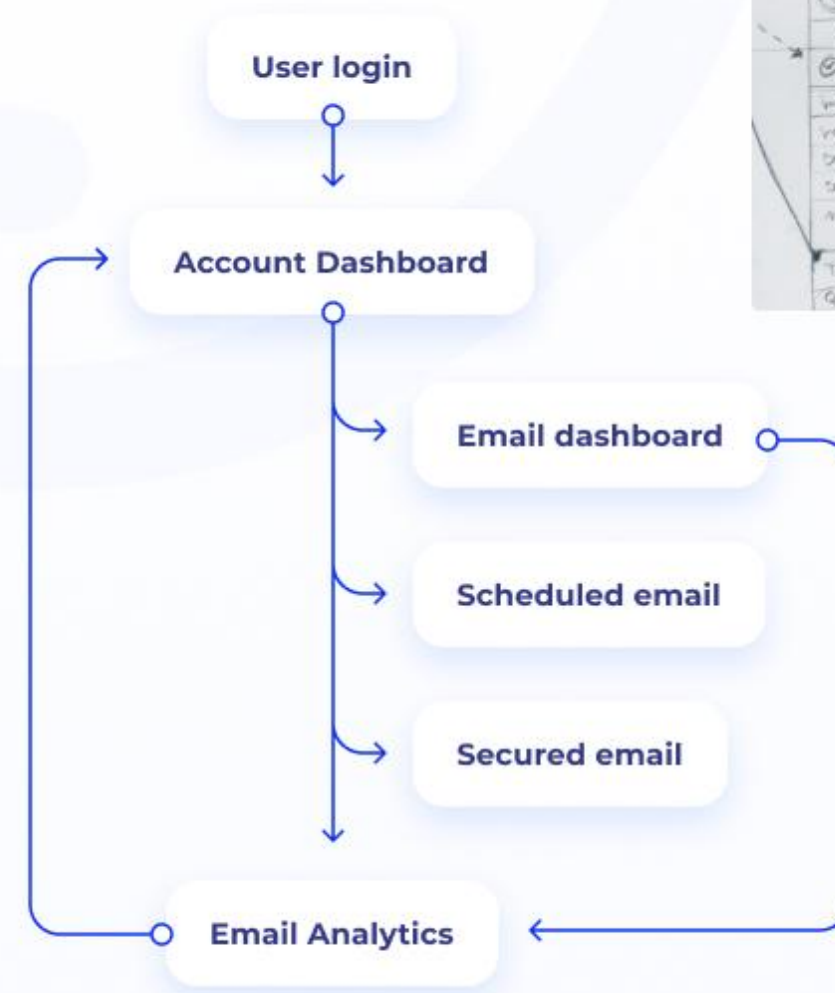 User login
Account Dashboard
Email dashboard
Scheduled email
Secured email
Email Analytics